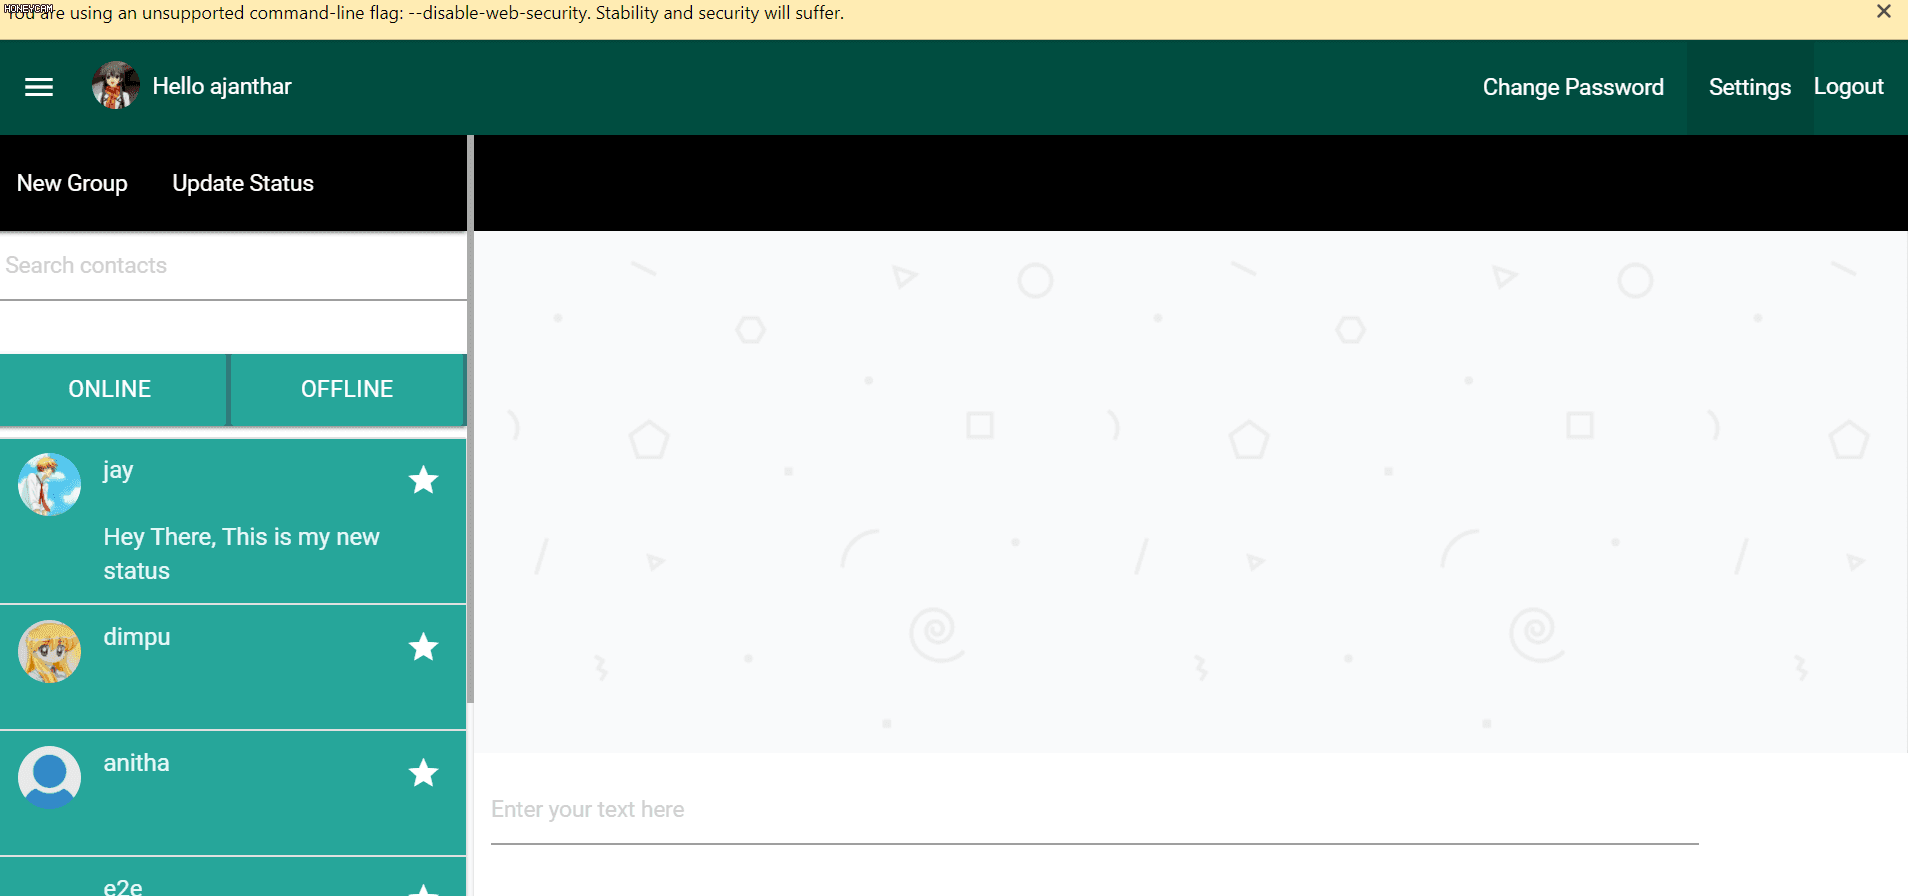 HONEYCAM
You are using an unsupported command-line flag: --disable-web-security. Stability and security will suffer.
Hello ajanthar
Change Password
Settings
Logout
New Group
Update Status
Search contacts
ONLINE
OFFLINE
jay
Hey There, This is my new
status
dimpu
anitha
e2e
Enter your text here